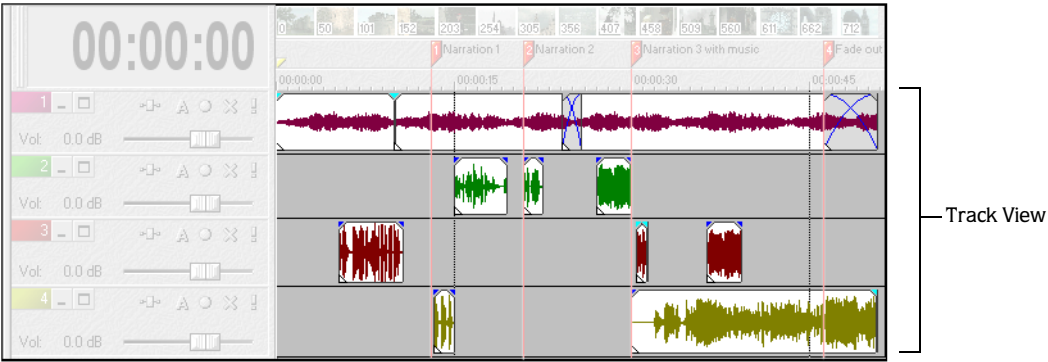 0 50 101 152 203 254 305 356 407 458 509 560 611 662 712
00:00:00
1 Narration 1 2 Narration 2 3 Narration 3 with music 4 Fade out
00:00:00 00:00:15 00:00:30 00:00:45
1 A
Vol: 0.0 dB
2 A
Vol: 0.0 dB
Track View
3 A
Vol: 0.0 dB
4 A
Vol: 0.0 dB